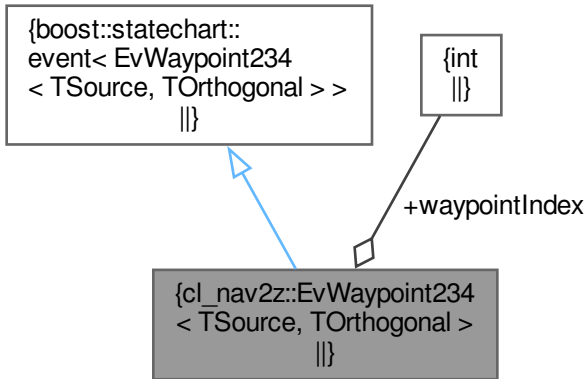 {boost::statechart::
event< EvWaypoint234
< TSource, TOrthogonal > >
||}
{int
||}
+waypointIndex
{cl_nav2z::EvWaypoint234
< TSource, TOrthogonal >
||}